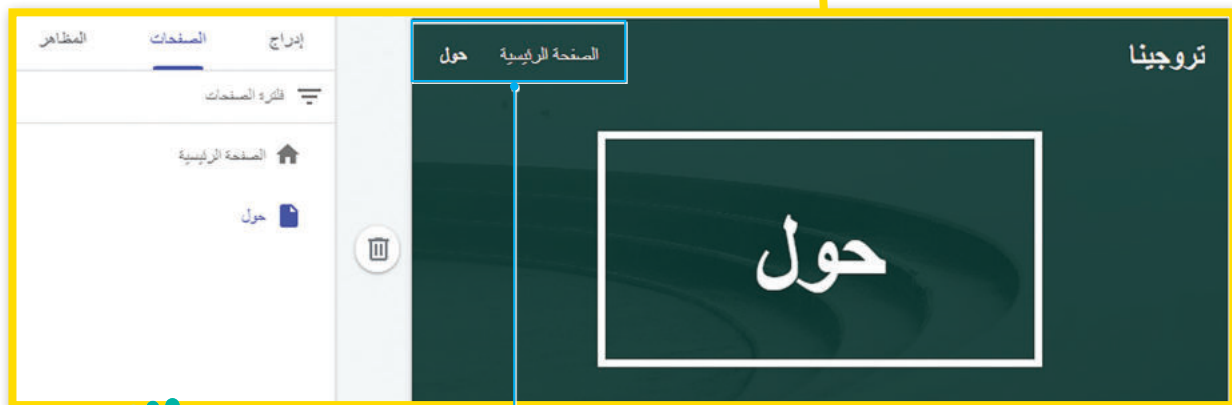 تروجينا
الصفحة الرئيسية حول
حول
إدراج الصفحات المظاهر
فلترة الصفحات
الصفحة الرئيسية
حول